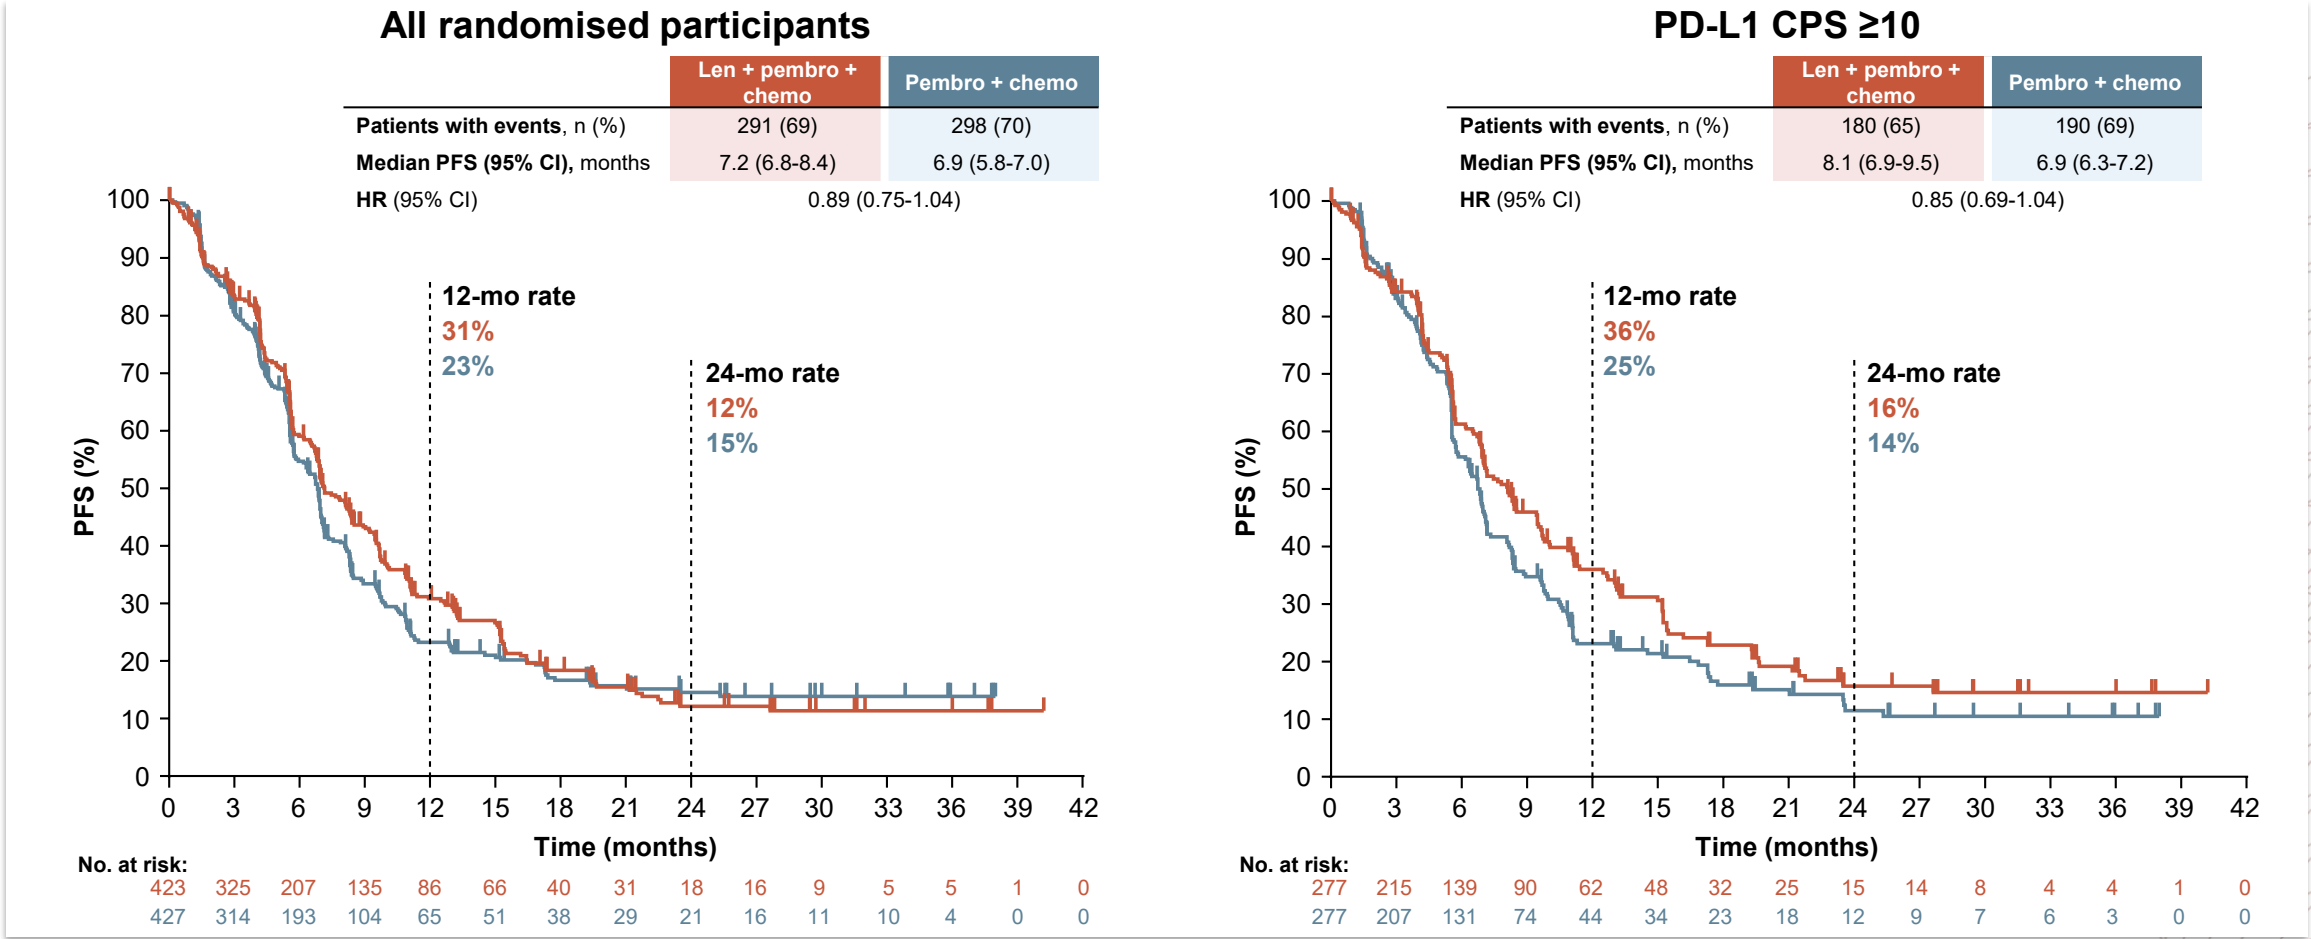 All randomised participants
Len + pembro +
chemo
Pembro + chemo
Patients with events, n (%)
291 (69)
298 (70)
Median PFS (95% CI), months
7.2 (6.8-8.4)
6.9 (5.8-7.0)
HR (95% CI)
0.89 (0.75-1.04)
100
90
80
70
60
50
40
30
20
10
0
PFS (%)
12-mo rate
31%
23%
24-mo rate
12%
15%
0 3 6 9 12 15 18 21 24 27 30 33 36 39 42
Time (months)
No. at risk:
423 325 207 135 86 66 40 31 18 16 9 5 5 1 0
427 314 193 104 65 51 38 29 21 16 11 10 4 0 0
PD-L1 CPS ≥10
Len + pembro +
chemo
Pembro + chemo
Patients with events, n (%)
180 (65)
190 (69)
Median PFS (95% CI), months
8.1 (6.9-9.5)
6.9 (6.3-7.2)
HR (95% CI)
0.85 (0.69-1.04)
100
90
80
70
60
50
40
30
20
10
0
PFS (%)
12-mo rate
36%
25%
24-mo rate
16%
14%
0 3 6 9 12 15 18 21 24 27 30 33 36 39 42
Time (months)
No. at risk:
277 215 139 90 62 48 32 25 15 14 8 4 4 1 0
277 207 131 74 44 34 23 18 12 9 7 6 3 0 0